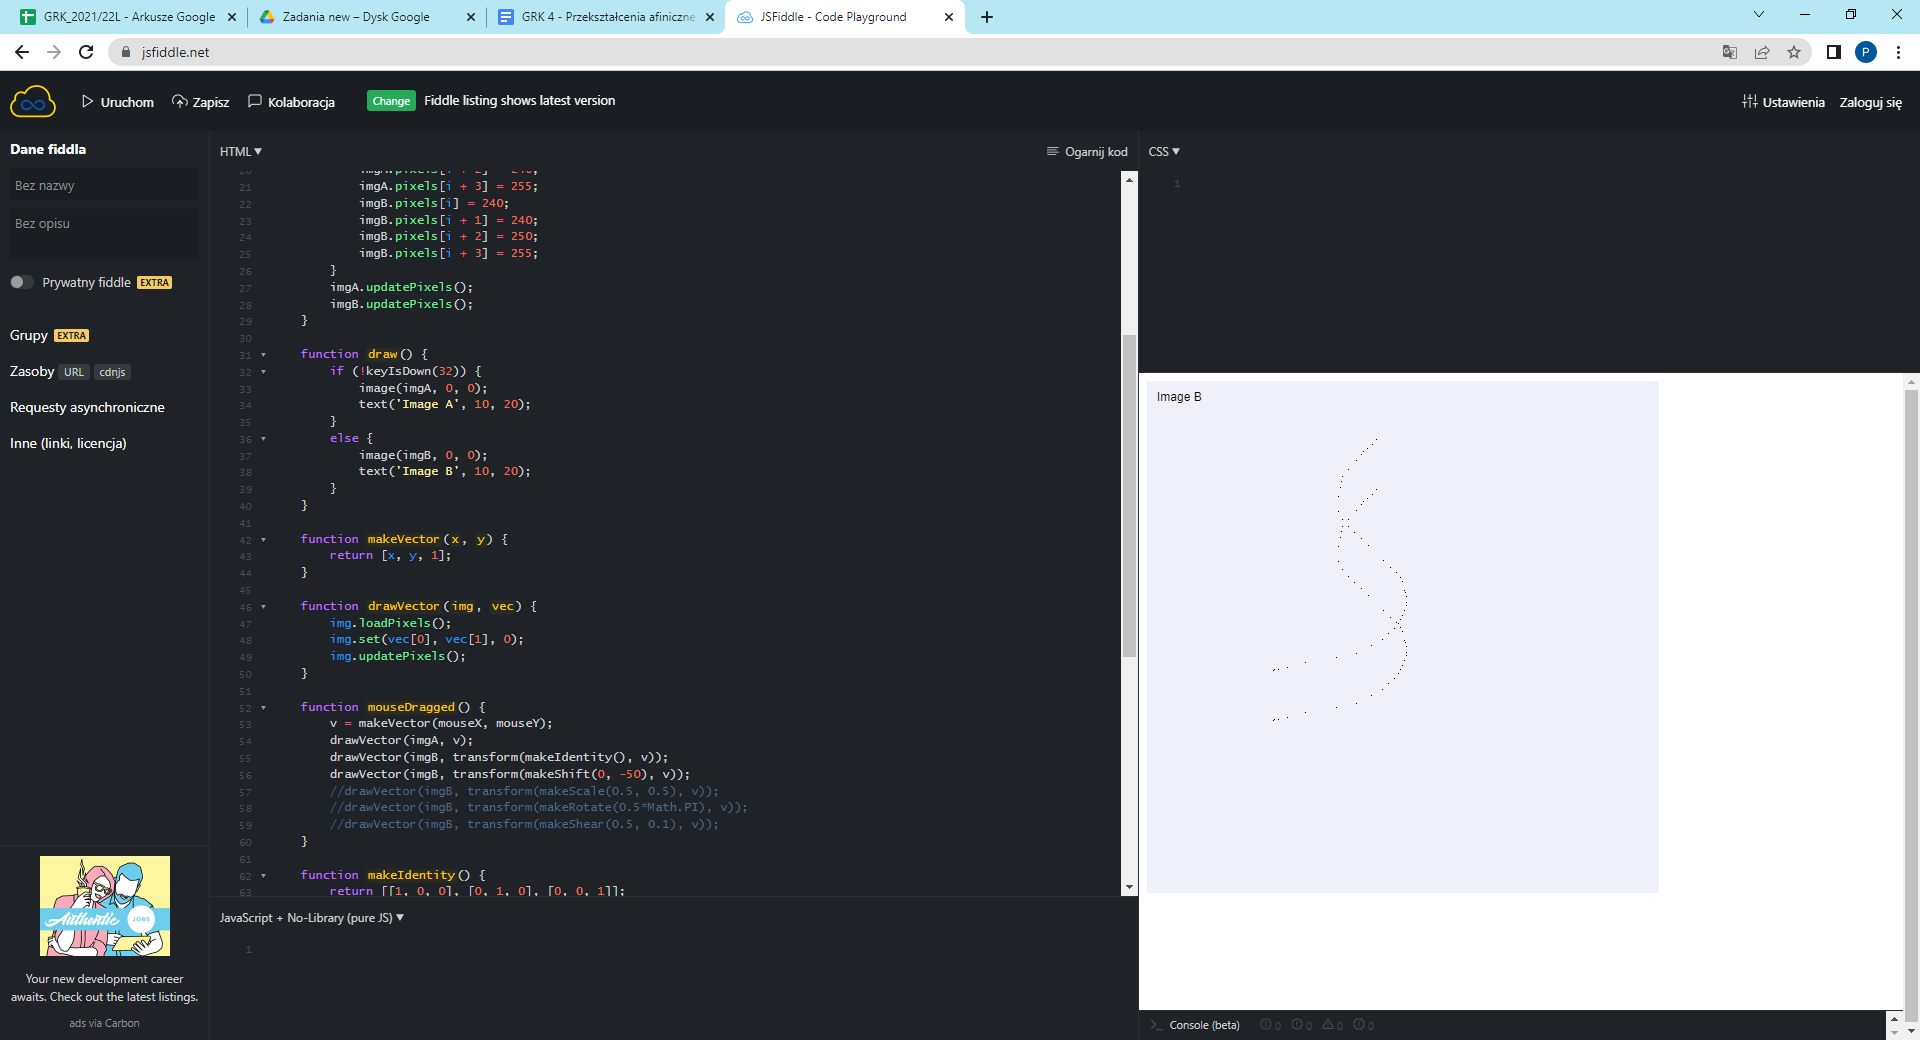 GRK_2021/22L - Arkusze Google
Zadania new – Dysk Google
GRK 4 - Przekształcenia afiniczne
JSFiddle - Code Playground
jsfiddle.net
P
Uruchom
Zapisz
Kolaboracja
Change
Fiddle listing shows latest version
Ustawienia
Zaloguj się
Dane fiddla
Bez nazwy
Bez opisu
Prywatny fiddle EXTRA
Grupy EXTRA
Zasoby URL cdnjs
Requesty asynchroniczne
Inne (linki, licencja)
Authentic JOBS
Your new development career
awaits. Check out the latest listings.
ads via Carbon
HTML ▼
Ogarnij kod
20 imgA.pixels[i + 2] = 240;
21 imgA.pixels[i + 3] = 255;
22 imgB.pixels[i] = 240;
23 imgB.pixels[i + 1] = 240;
24 imgB.pixels[i + 2] = 250;
25 imgB.pixels[i + 3] = 255;
26 }
27 imgA.updatePixels();
28 imgB.updatePixels();
29 }
30
31 function draw() {
32 if (!keyIsDown(32)) {
33 image(imgA, 0, 0);
34 text('Image A', 10, 20);
35 }
36 else {
37 image(imgB, 0, 0);
38 text('Image B', 10, 20);
39 }
40 }
41
42 function makeVector(x, y) {
43 return [x, y, 1];
44 }
45
46 function drawVector(img, vec) {
47 img.loadPixels();
48 img.set(vec[0], vec[1], 0);
49 img.updatePixels();
50 }
51
52 function mouseDragged() {
53 v = makeVector(mouseX, mouseY);
54 drawVector(imgA, v);
55 drawVector(imgB, transform(makeIdentity(), v));
56 drawVector(imgB, transform(makeShift(0, -50), v));
57 //drawVector(imgB, transform(makeScale(0.5, 0.5), v));
58 //drawVector(imgB, transform(makeRotate(0.5*Math.PI), v));
59 //drawVector(imgB, transform(makeShear(0.5, 0.1), v));
60 }
61
62 function makeIdentity() {
63 return [[1, 0, 0], [0, 1, 0], [0, 0, 1]];
JavaScript + No-Library (pure JS) ▼
1
CSS ▼
1
Image B
Console (beta)
0 0 0 0